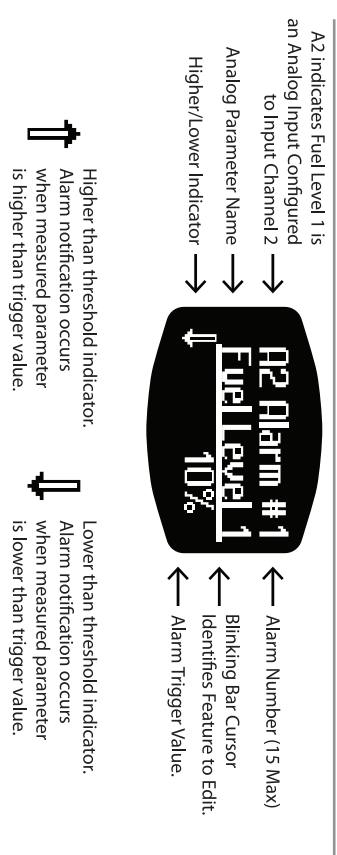 A2 indicates Fuel Level 1 is
an Analog Input Configured
to Input Channel 2
Analog Parameter Name
Higher/Lower Indicator
A2 Alarm #1
Fuel Level 1
10%
Alarm Number (15 Max)
Blinking Bar Cursor
Identifies Feature to Edit.
Alarm Trigger Value.
Higher than threshold indicator.
Alarm notification occurs
when measured parameter
is higher than trigger value.
Lower than threshold indicator.
Alarm notification occurs
when measured parameter
is lower than trigger value.